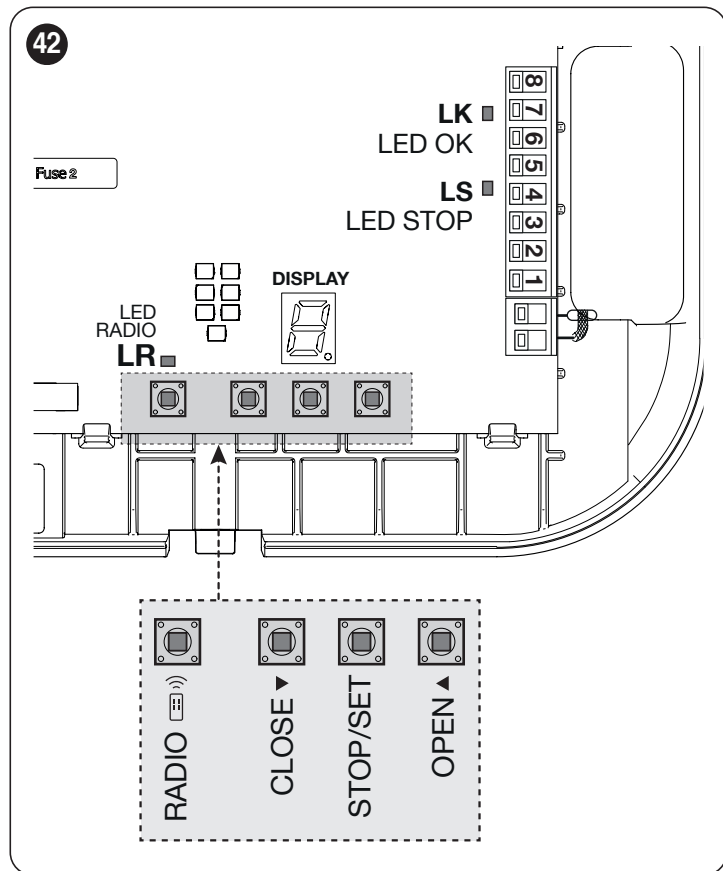 42
8
7
6
5
4
3
2
1
LK
LED OK
LS
LED STOP
Fuse 2
DISPLAY
LED
RADIO
LR
RADIO
CLOSE ▼
STOP/SET
OPEN ▲